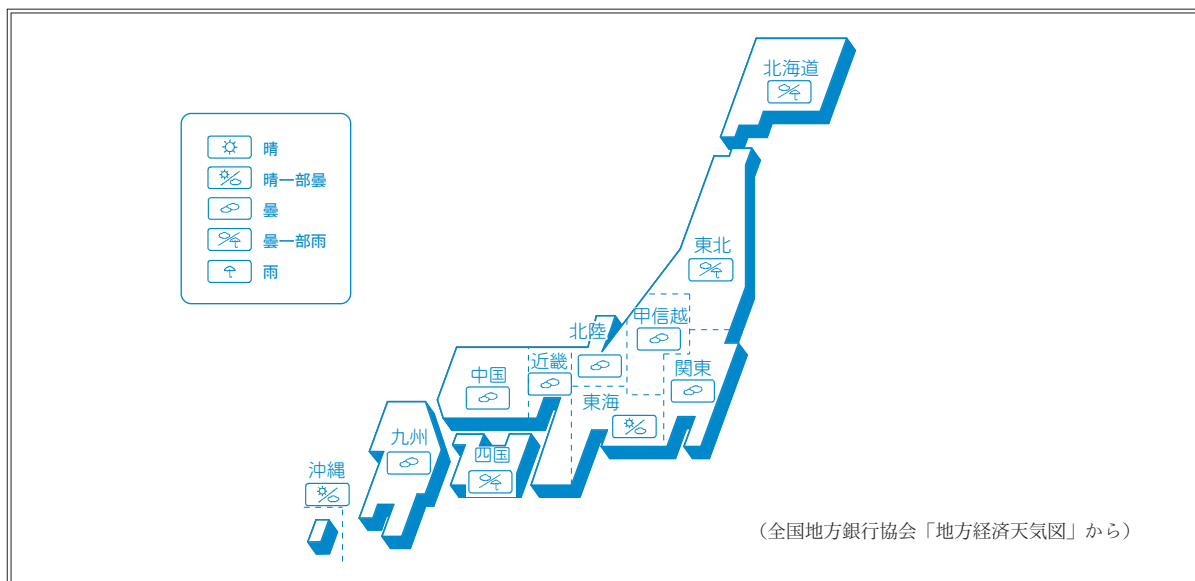 北海道
晴
晴一部曇
曇
曇一部雨
雨
東北
甲信越
北陸
近畿
関東
中国
東海
九州
四国
沖縄
(全国地方銀行協会「地方経済天気図」から)